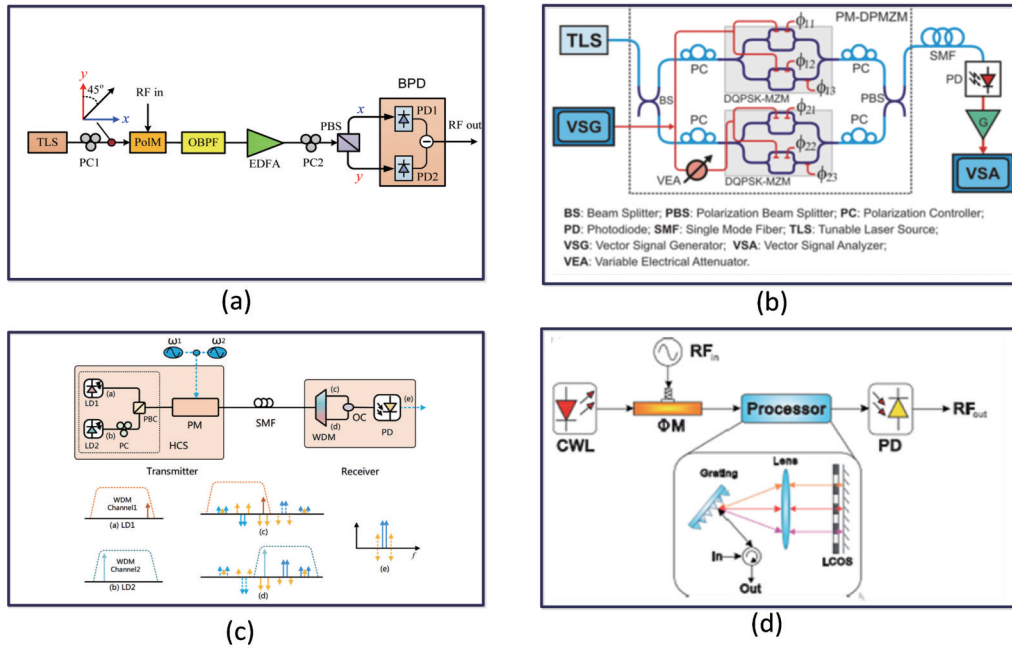 y
45°
x
RF in
TLS
PC1
PolM
OBPF
EDFA
PC2
PBS
x
y
BPD
PD1
PD2
RF out
(a)
PM-DPMZM
TLS
VSG
BS
PC
PC
ϕ11
ϕ12
ϕ13
DQPSK-MZM
ϕ21
ϕ22
ϕ23
DQPSK-MZM
VEA
PC
PC
PBS
SMF
PD
G
VSA
BS: Beam Splitter; PBS: Polarization Beam Splitter; PC: Polarization Controller;
PD: Photodiode; SMF: Single Mode Fiber; TLS: Tunable Laser Source;
VSG: Vector Signal Generator; VSA: Vector Signal Analyzer;
VEA: Variable Electrical Attenuator.
(b)
ω1
ω2
LD1
(a)
LD2
(b)
PC
PBC
HCS
PM
Transmitter
SMF
WDM
(c)
(d)
OC
PD
(e)
Receiver
WDM
Channel1
(a) LD1
(c)
WDM
Channel2
(b) LD2
(d)
f
(e)
(c)
RFin
CWL
ΦM
Processor
PD
RFout
Grating
Lens
In
Out
LCOS
(d)